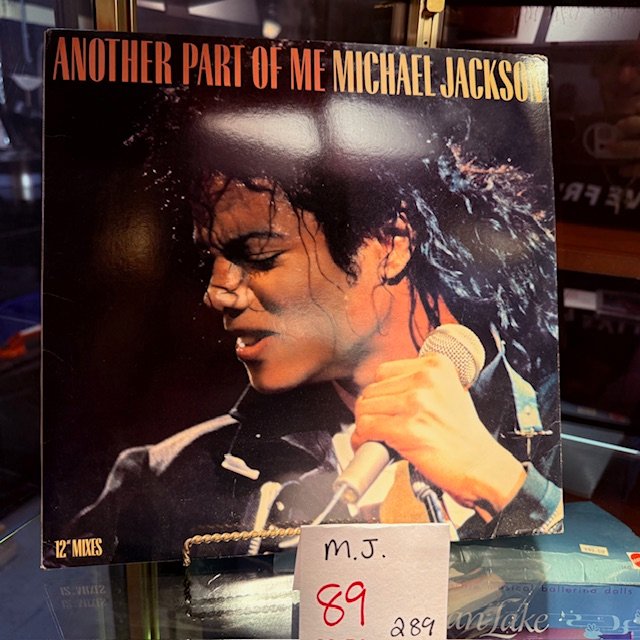 ANOTHER PART OF ME MICHAEL JACKSON
12" MIXES
M.J.
89
289